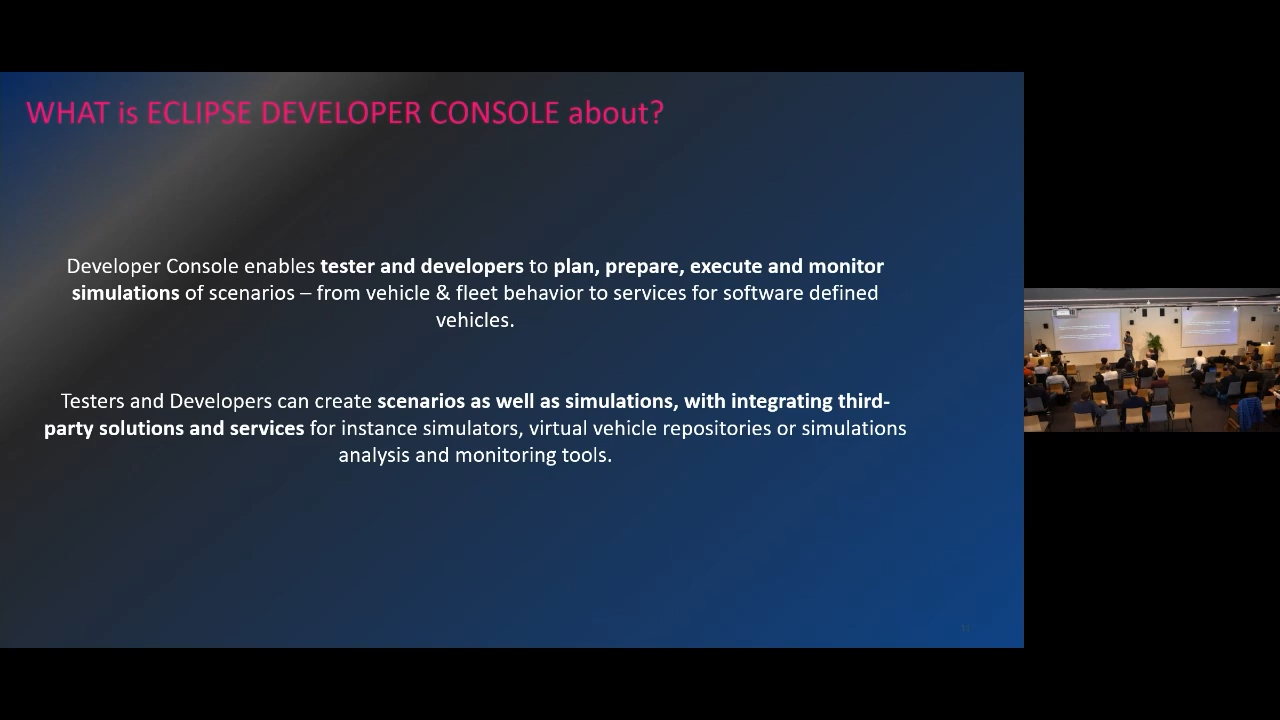 WHAT is ECLIPSE DEVELOPER CONSOLE about?
Developer Console enables tester and developers to plan, prepare, execute and monitor
simulations of scenarios – from vehicle & fleet behavior to services for software defined
vehicles.
Testers and Developers can create scenarios as well as simulations, with integrating third-
party solutions and services for instance simulators, virtual vehicle repositories or simulations
analysis and monitoring tools.
11